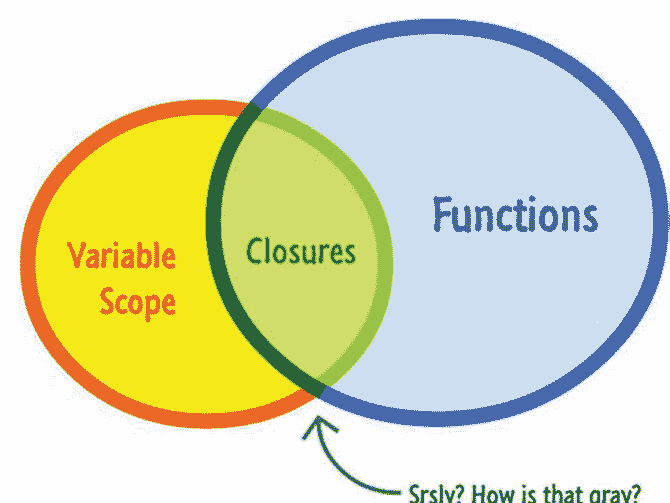 Functions
Variable
Scope
Closures
Srsly? How is that gray?